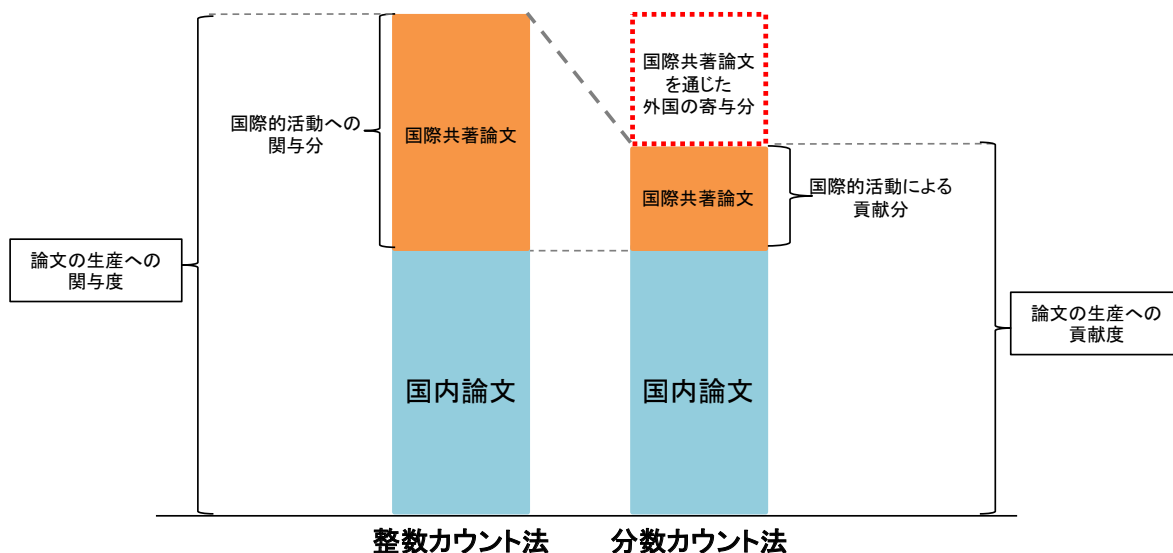 国際共著論文
を通じた
外国の寄与分
国際的活動への
関与分
国際共著論文
国際共著論文
国際的活動による
貢献分
論文の生産への
関与度
論文の生産への
貢献度
国内論文
国内論文
整数カウント法
分数カウント法